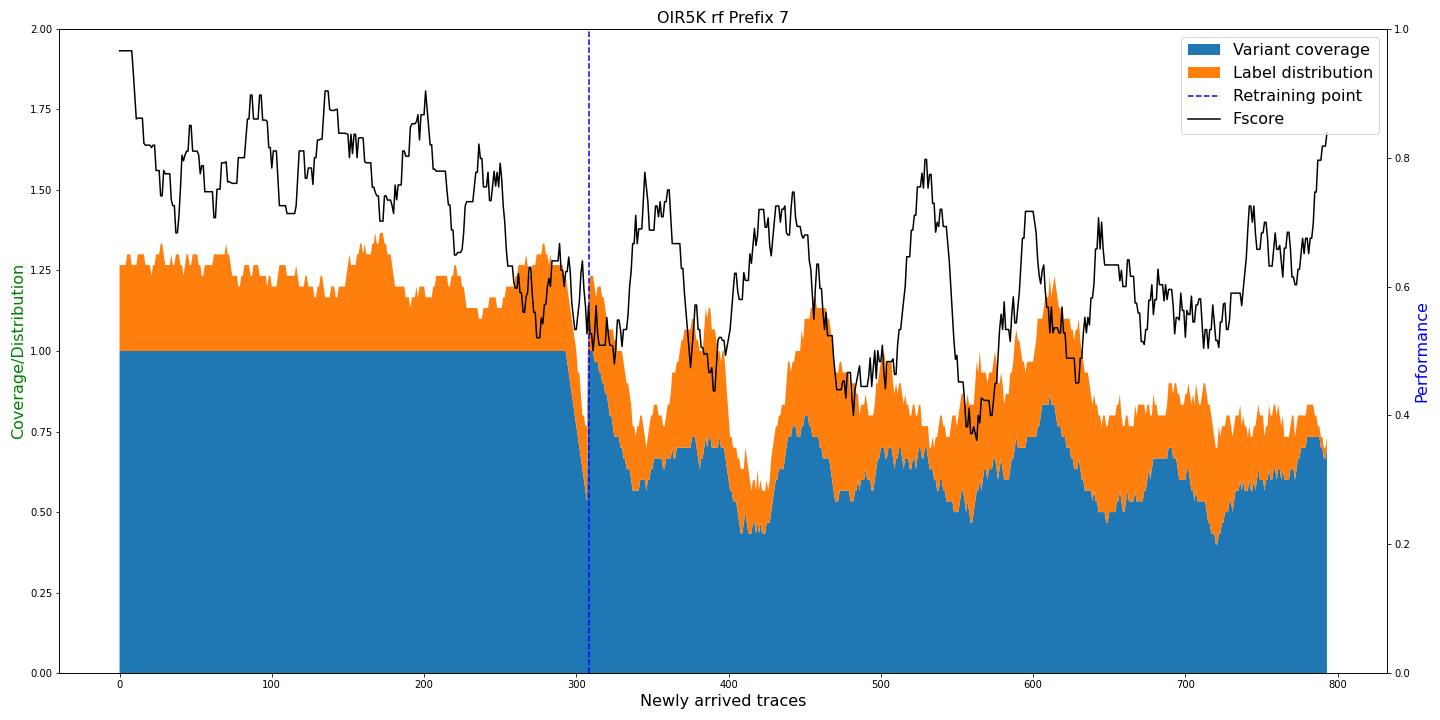 OIR5K rf Prefix 7
2.00
1.75
1.50
1.25
1.00
0.75
0.50
0.25
0.00
Coverage/Distribution
Variant coverage
Label distribution
Retraining point
Fscore
1.0
0.8
0.6
0.4
0.2
0.0
Performance
0 100 200 300 400 500 600 700 800
Newly arrived traces